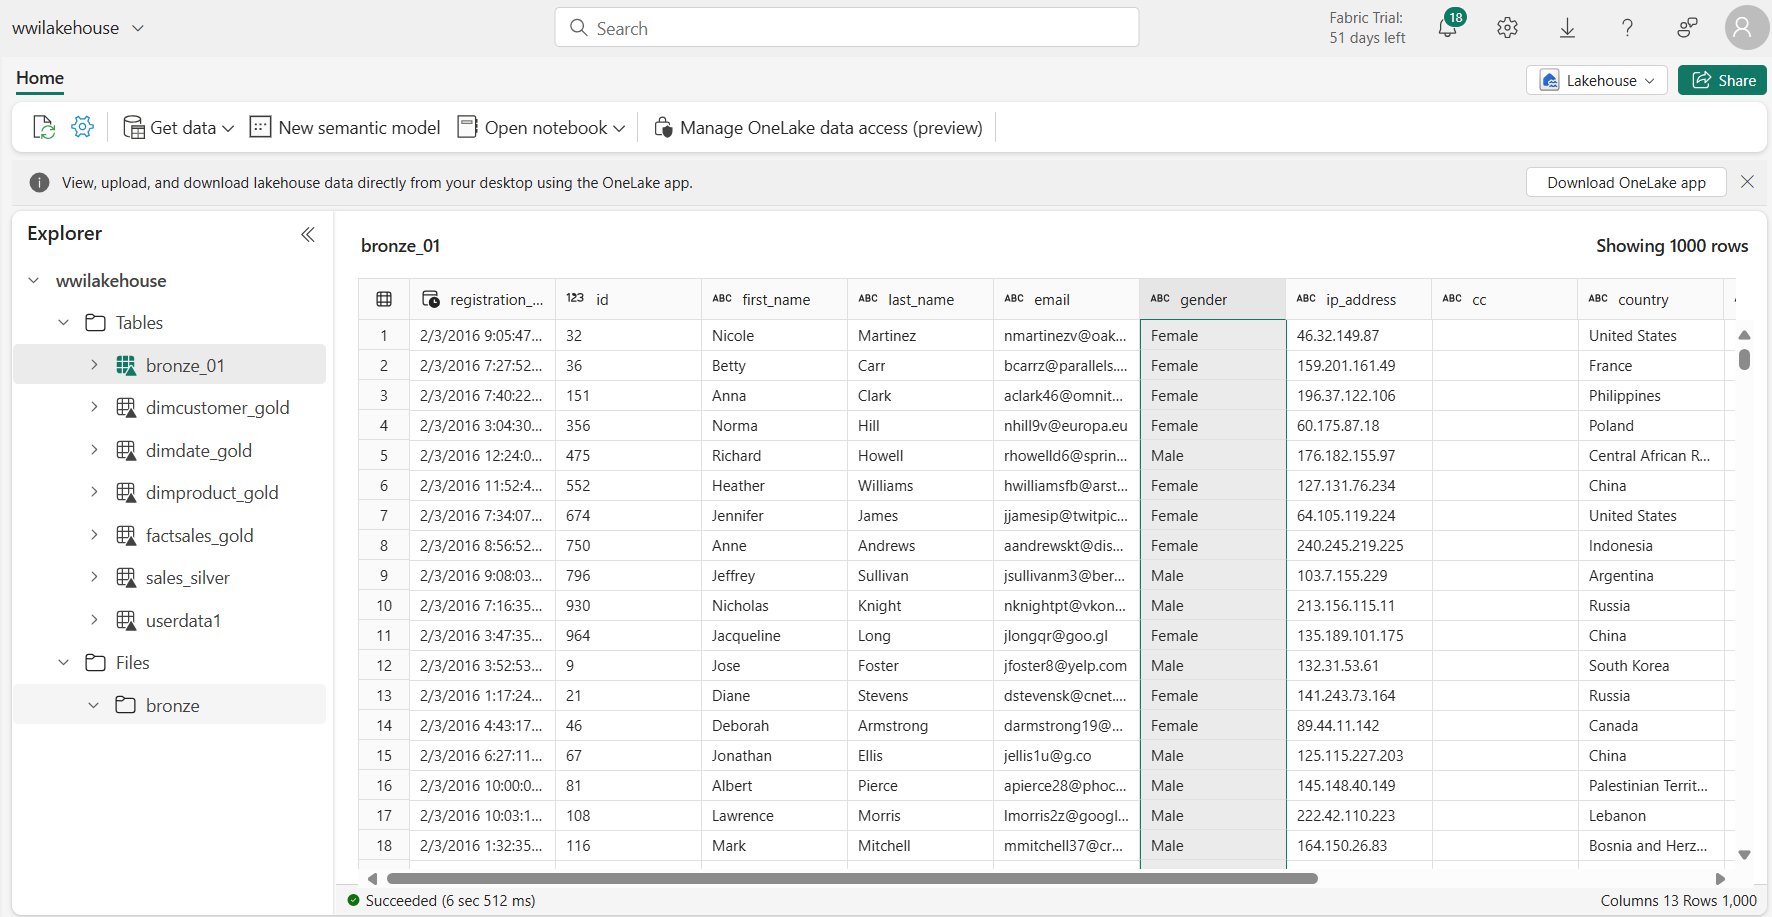 wwilakehouse
Search
Fabric Trial:
51 days left
18
Home
Lakehouse
Share
Get data
New semantic model
Open notebook
Manage OneLake data access (preview)
View, upload, and download lakehouse data directly from your desktop using the OneLake app.
Download OneLake app
Explorer
wwilakehouse
Tables
bronze_01
dimcustomer_gold
dimdate_gold
dimproduct_gold
factsales_gold
sales_silver
userdata1
Files
bronze
bronze_01
Showing 1000 rows
registration_... 123 id ABC first_name ABC last_name ABC email ABC gender ABC ip_address ABC cc ABC country
1 2/3/2016 9:05:47... 32 Nicole Martinez nmartinezv@oak... Female 46.32.149.87 United States
2 2/3/2016 7:27:52... 36 Betty Carr bcarrz@parallels.... Female 159.201.161.49 France
3 2/3/2016 7:40:22... 151 Anna Clark aclark46@omnit... Female 196.37.122.106 Philippines
4 2/3/2016 3:04:30... 356 Norma Hill nhill9v@europa.eu Female 60.175.87.18 Poland
5 2/3/2016 12:24:0... 475 Richard Howell rhowelld6@sprin... Male 176.182.155.97 Central African R...
6 2/3/2016 11:52:4... 552 Heather Williams hwilliamsfb@arst... Female 127.131.76.234 China
7 2/3/2016 7:34:07... 674 Jennifer James jjamesip@twitpic... Female 64.105.119.224 United States
8 2/3/2016 8:56:52... 750 Anne Andrews aandrewskt@dis... Female 240.245.219.225 Indonesia
9 2/3/2016 9:08:03... 796 Jeffrey Sullivan jsullivanm3@ber... Male 103.7.155.229 Argentina
10 2/3/2016 7:16:35... 930 Nicholas Knight nknightpt@vkon... Male 213.156.115.11 Russia
11 2/3/2016 3:47:35... 964 Jacqueline Long jlongqr@goo.gl Female 135.189.101.175 China
12 2/3/2016 3:52:53... 9 Jose Foster jfoster8@yelp.com Male 132.31.53.61 South Korea
13 2/3/2016 1:17:24... 21 Diane Stevens dstevensk@cnet.... Female 141.243.73.164 Russia
14 2/3/2016 4:43:17... 46 Deborah Armstrong darmstrong19@... Female 89.44.11.142 Canada
15 2/3/2016 6:27:11... 67 Jonathan Ellis jellis1u@g.co Male 125.115.227.203 China
16 2/3/2016 10:00:0... 81 Albert Pierce apierce28@phoc... Male 145.148.40.149 Palestinian Territ...
17 2/3/2016 10:03:1... 108 Lawrence Morris lmorris2z@googl... Male 222.42.110.223 Lebanon
18 2/3/2016 1:32:35... 116 Mark Mitchell mmitchell37@cr... Male 164.150.26.83 Bosnia and Herz...
Succeeded (6 sec 512 ms)
Columns 13 Rows 1,000